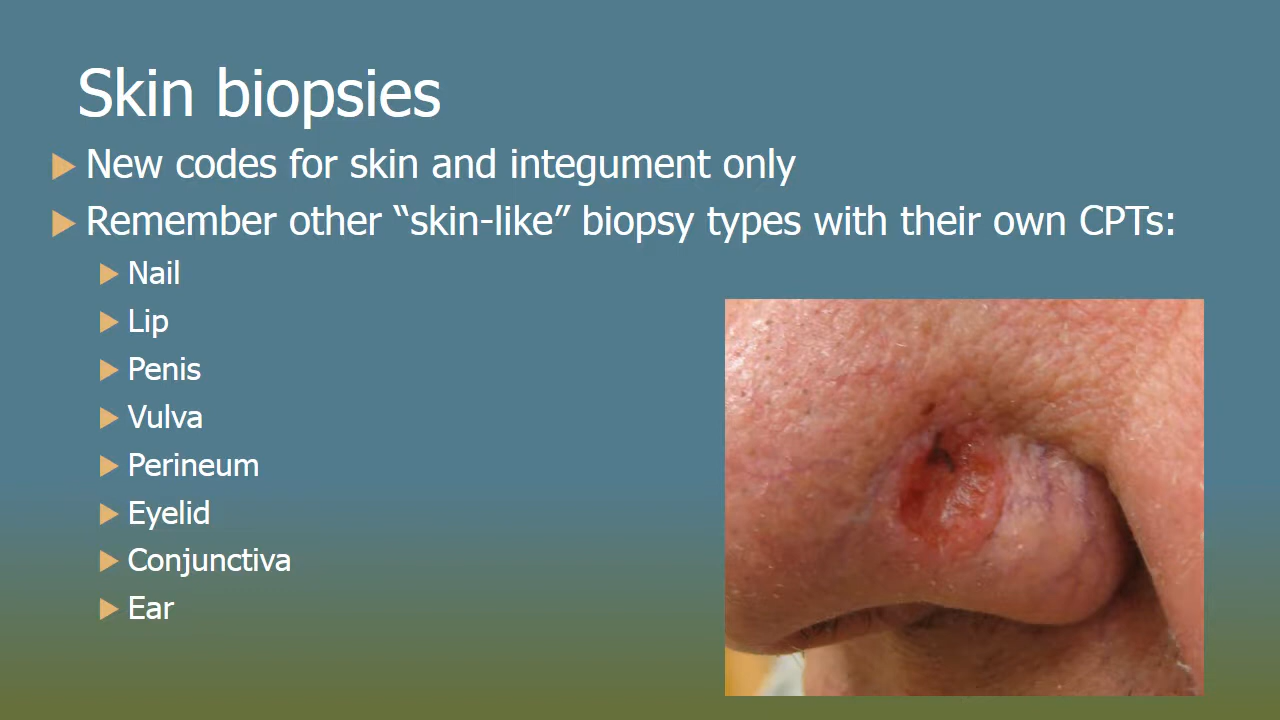 Skin biopsies
New codes for skin and integument only
Remember other “skin-like” biopsy types with their own CPTs:
Nail
Lip
Penis
Vulva
Perineum
Eyelid
Conjunctiva
Ear